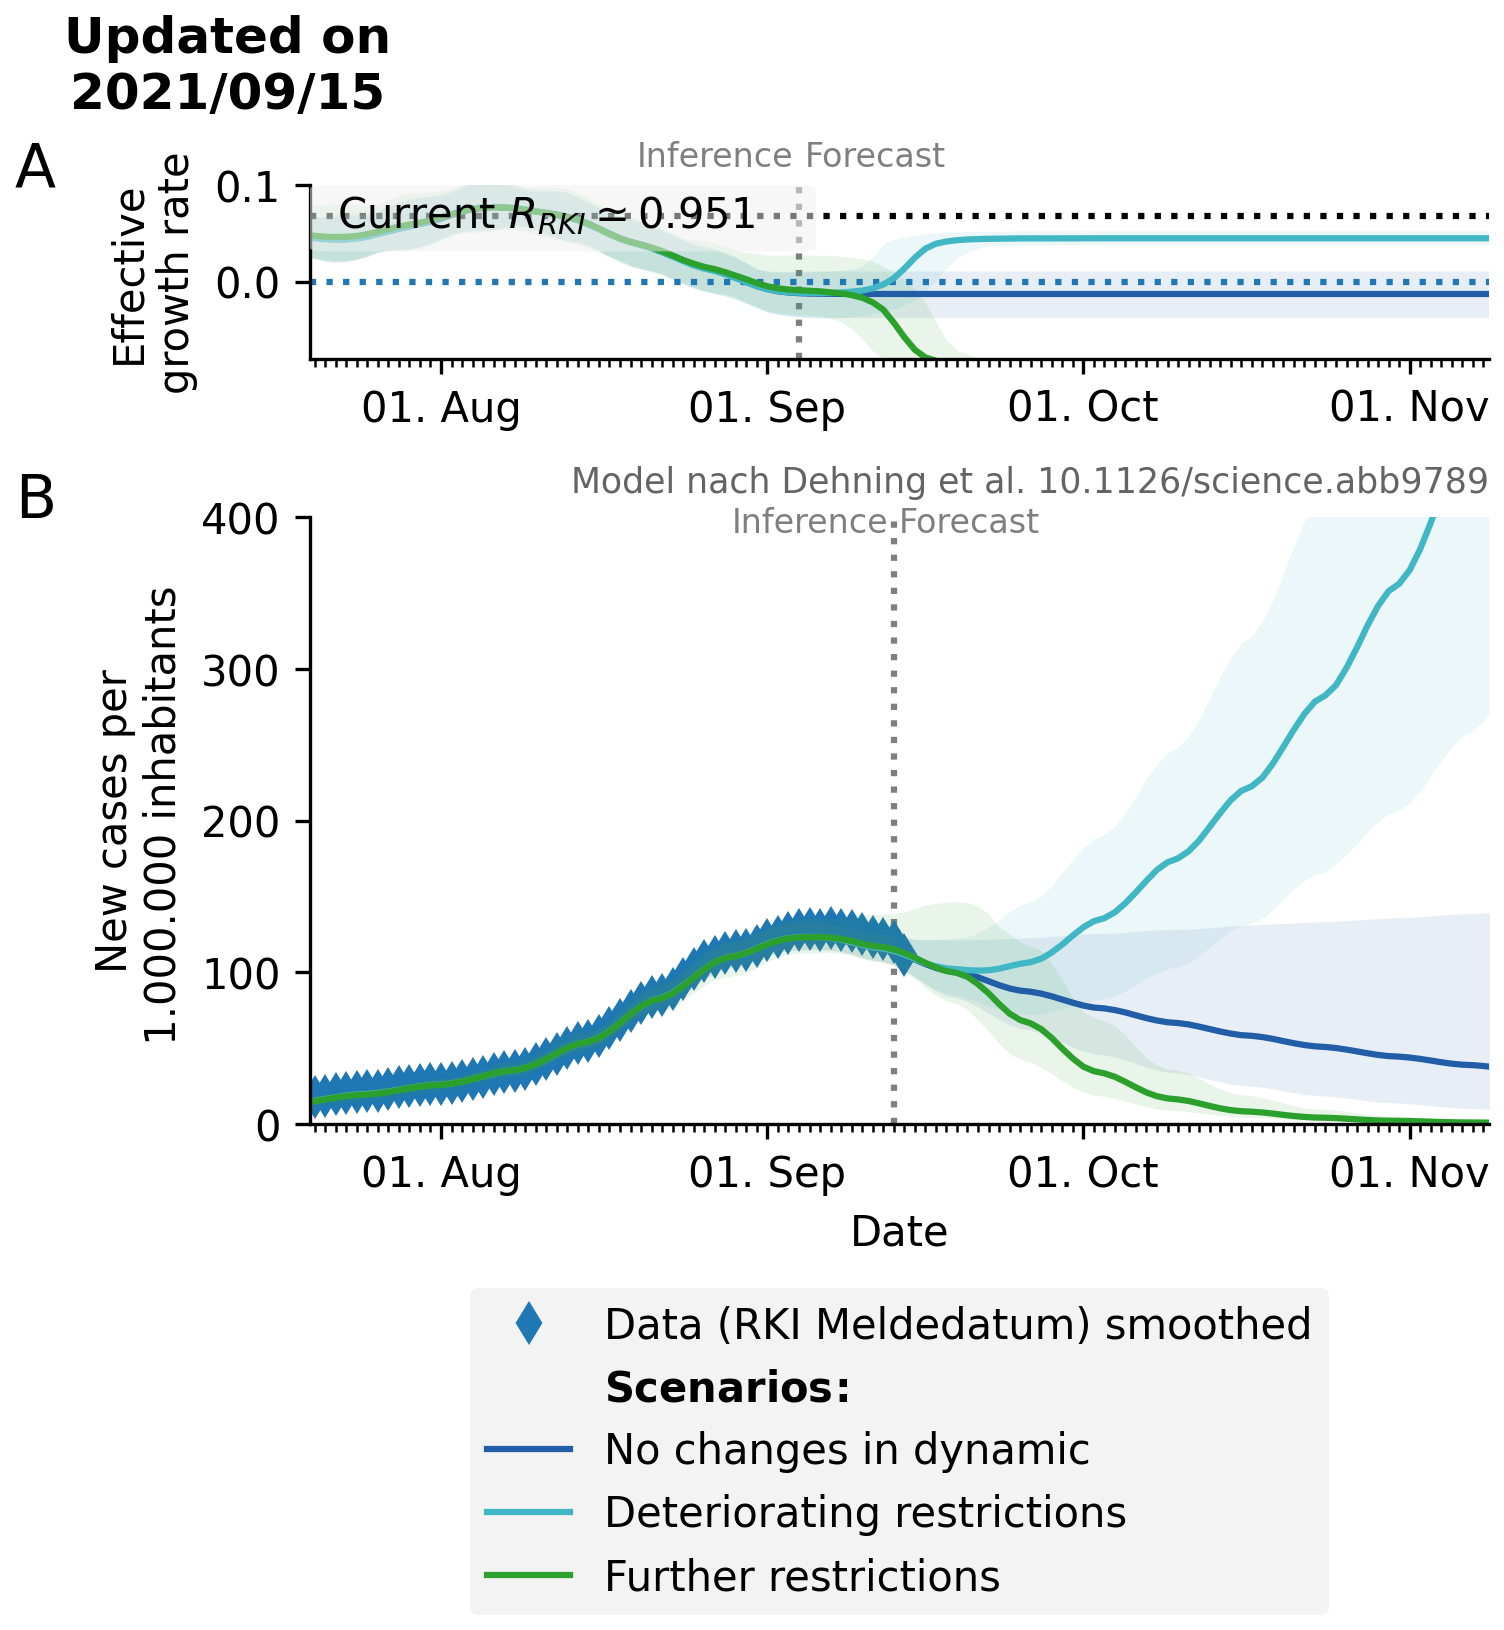 Updated on
2021/09/15
A
Inference Forecast
Effective
growth rate
0.1
0.0
Current R_RKI ≃ 0.951
01. Aug 01. Sep 01. Oct 01. Nov
B
Model nach Dehning et al. 10.1126/science.abb9789
Inference Forecast
New cases per
1.000.000 inhabitants
400
300
200
100
0
01. Aug 01. Sep 01. Oct 01. Nov
Date
Data (RKI Meldedatum) smoothed
Scenarios:
No changes in dynamic
Deteriorating restrictions
Further restrictions